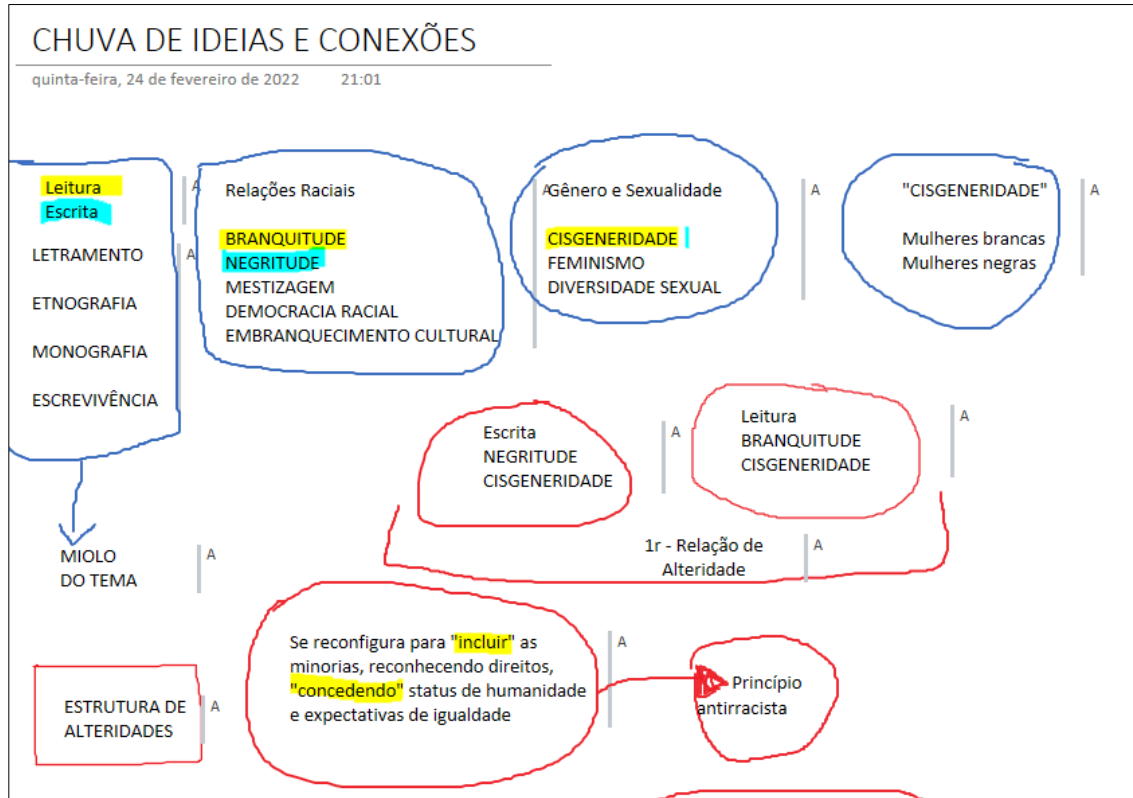 CHUVA DE IDEIAS E CONEXÕES
quinta-feira, 24 de fevereiro de 2022 21:01
Leitura
Escrita
A
LETRAMENTO
A
ETNOGRAFIA
MONOGRAFIA
ESCREVIVÊNCIA
Relações Raciais
BRANQUITUDE
NEGRITUDE
MESTIZAGEM
DEMOCRACIA RACIAL
EMBRANQUECIMENTO CULTURAL
A
Gênero e Sexualidade
CISGENERIDADE
FEMINISMO
DIVERSIDADE SEXUAL
A
"CISGENERIDADE"
Mulheres brancas
Mulheres negras
A
Escrita
NEGRITUDE
CISGENERIDADE
A
Leitura
BRANQUITUDE
CISGENERIDADE
A
1r - Relação de
Alteridade
A
MIOLO
DO TEMA
A
Se reconfigura para "incluir" as
minorias, reconhecendo direitos,
"concedendo" status de humanidade
e expectativas de igualdade
A
Princípio
antirracista
ESTRUTURA DE
ALTERIDADES
A